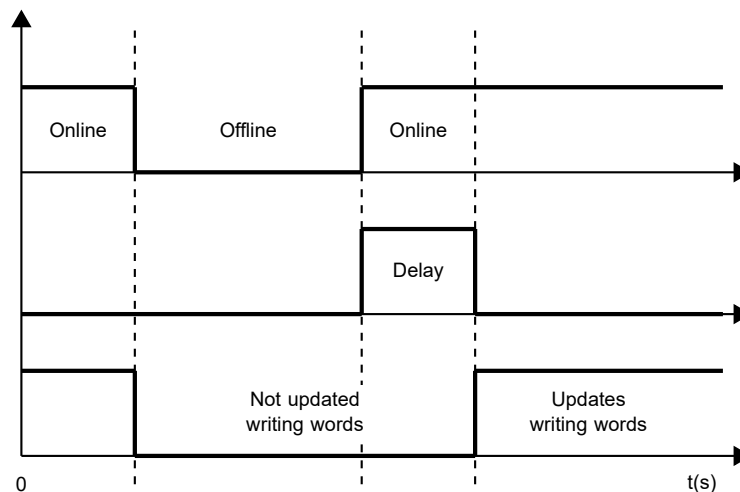 Online Offline Online
Delay
Not updated Updates
writing words writing words
0 t(s)